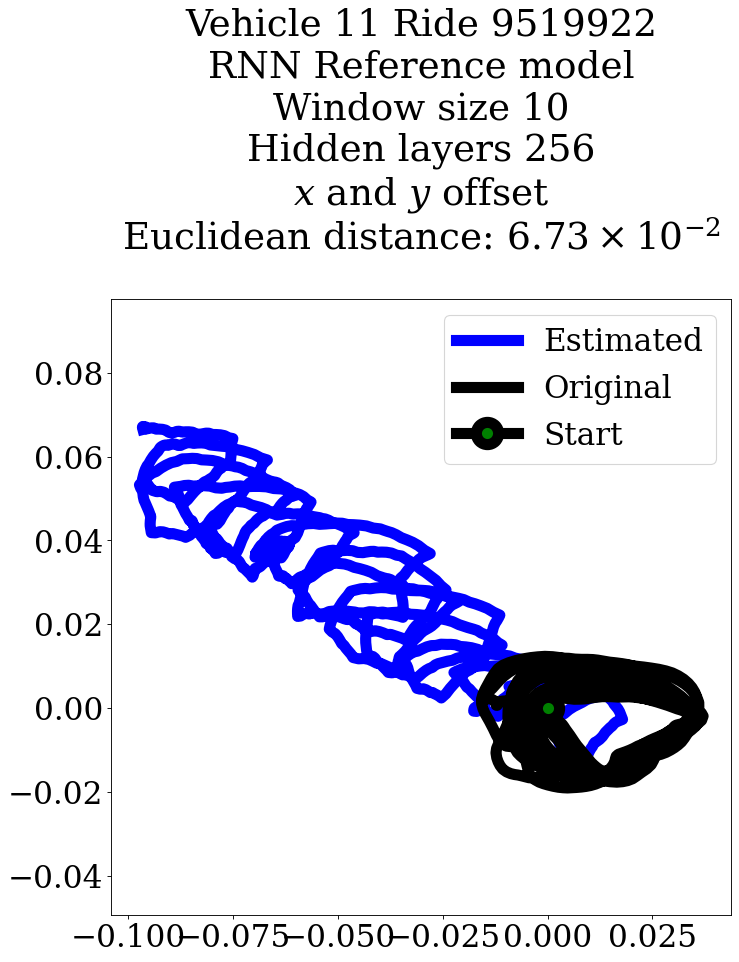 Vehicle 11 Ride 9519922
RNN Reference model
Window size 10
Hidden layers 256
x and y offset
Euclidean distance: 6.73 × 10⁻²
Estimated
Original
Start
0.08
0.06
0.04
0.02
0.00
−0.02
−0.04
−0.100 −0.075 −0.050 −0.025 0.000 0.025